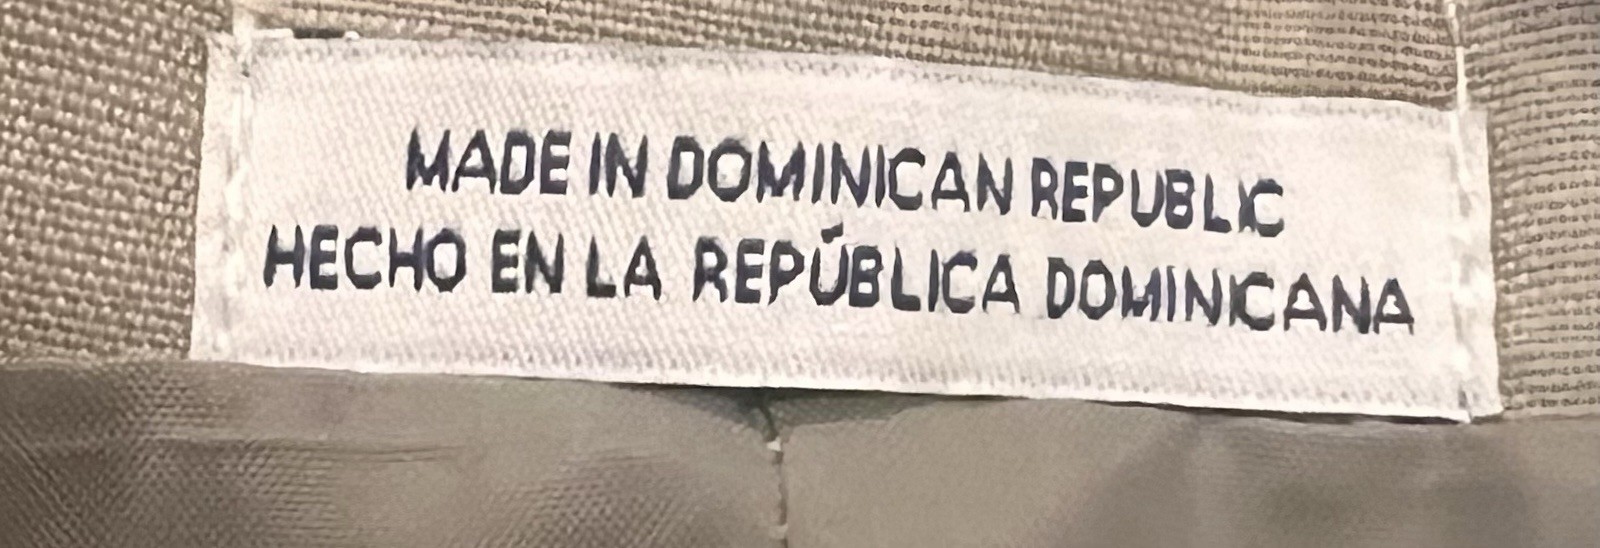 MADE IN DOMINICAN REPUBLIC
HECHO EN LA REPÚBLICA DOMINICANA